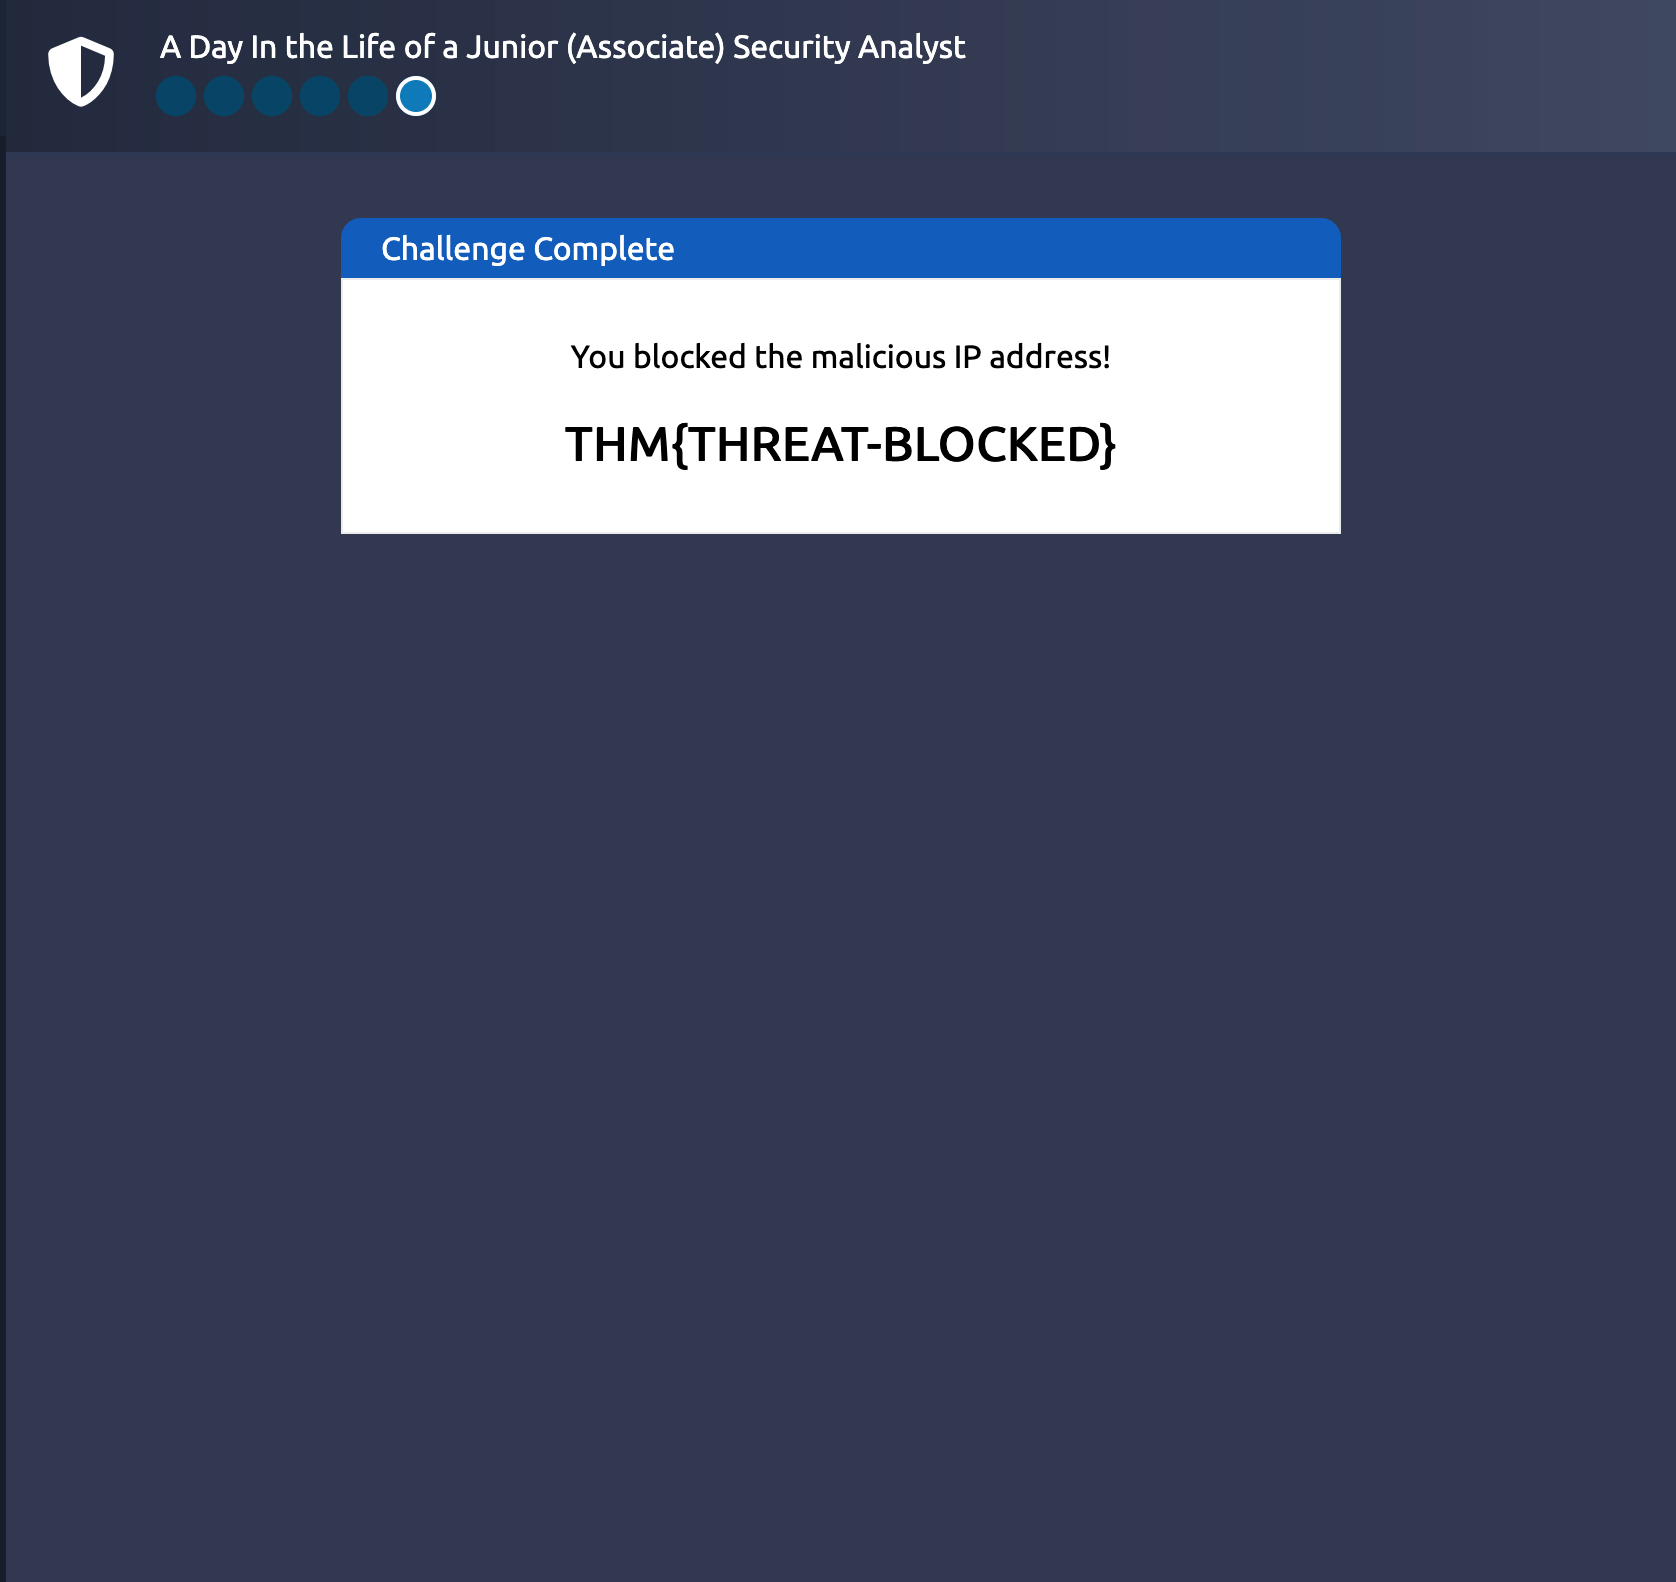 A Day In the Life of a Junior (Associate) Security Analyst
Challenge Complete
You blocked the malicious IP address!
THM{THREAT-BLOCKED}